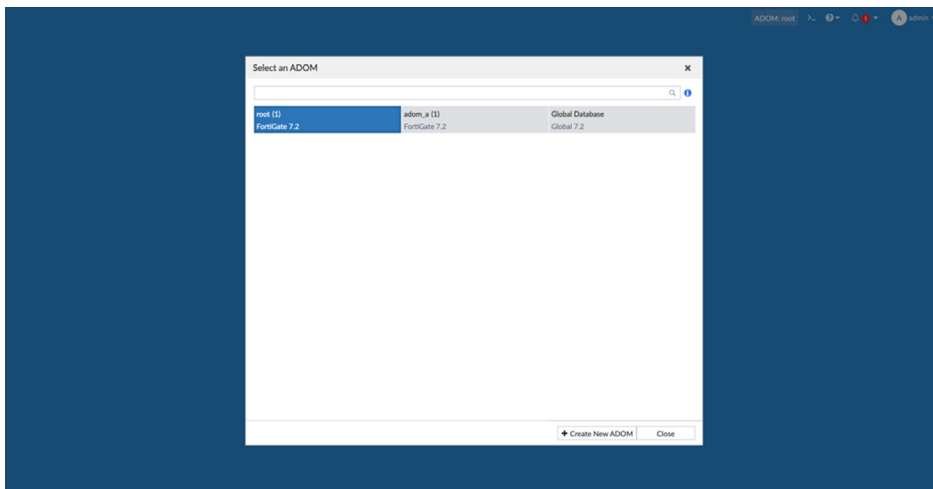 ADOM: root >_ ? 1 A admin
Select an ADOM
root (1) adom_a (1) Global Database
FortiGate 7.2 FortiGate 7.2 Global 7.2
+ Create New ADOM Close